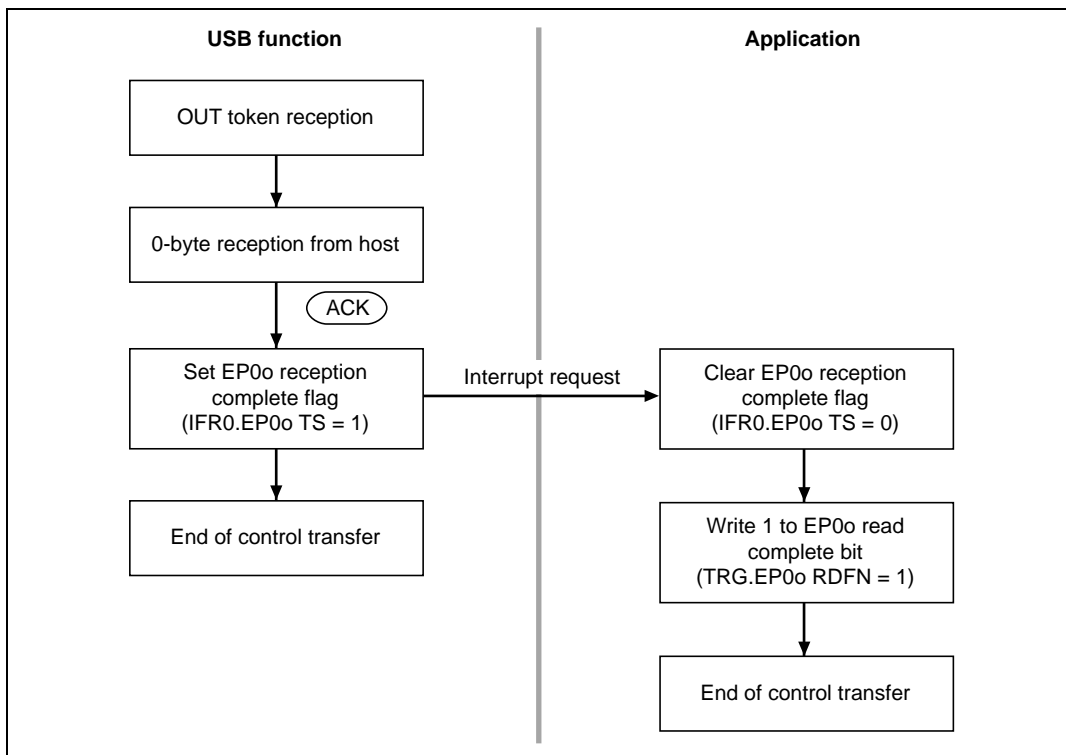 USB function
Application
OUT token reception
0-byte reception from host
ACK
Set EP0o reception
complete flag
(IFR0.EP0o TS = 1)
Interrupt request
Clear EP0o reception
complete flag
(IFR0.EP0o TS = 0)
End of control transfer
Write 1 to EP0o read
complete bit
(TRG.EP0o RDFN = 1)
End of control transfer